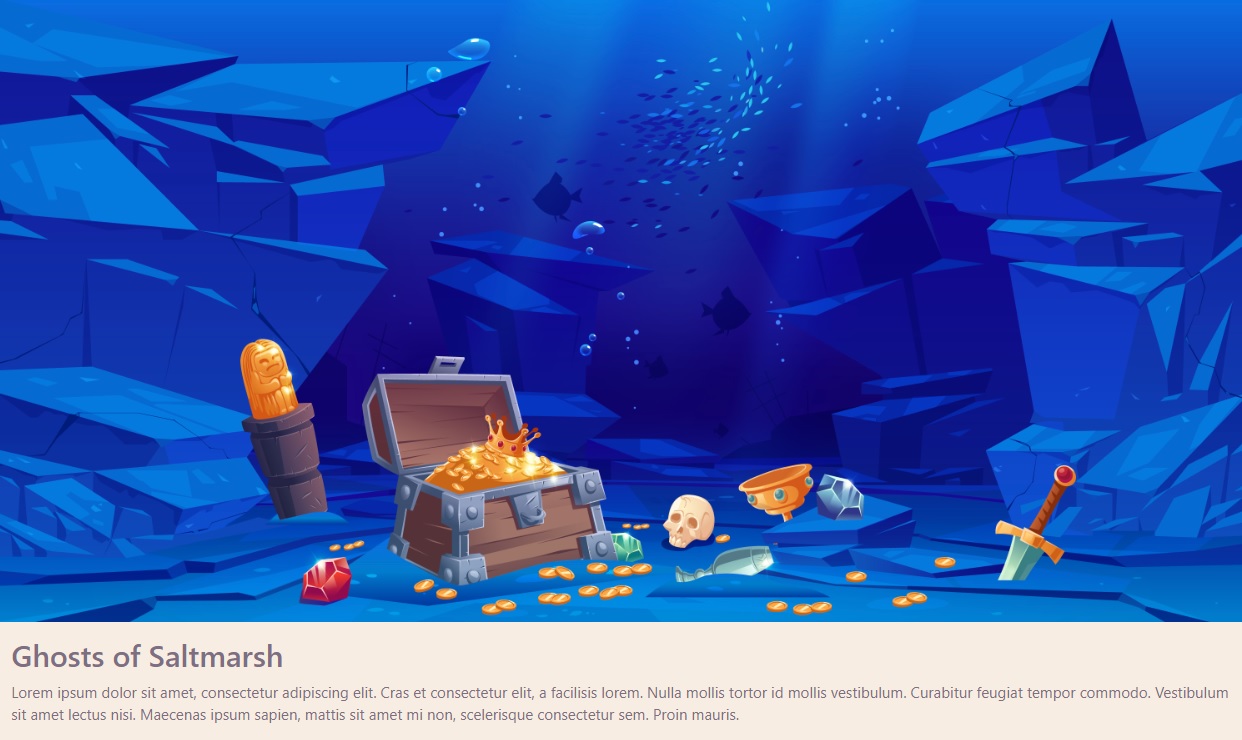 Ghosts of Saltmarsh
Lorem ipsum dolor sit amet, consectetur adipiscing elit. Cras et consectetur elit, a facilisis lorem. Nulla mollis tortor id mollis vestibulum. Curabitur feugiat tempor commodo. Vestibulum
sit amet lectus nisi. Maecenas ipsum sapien, mattis sit amet mi non, scelerisque consectetur sem. Proin mauris.